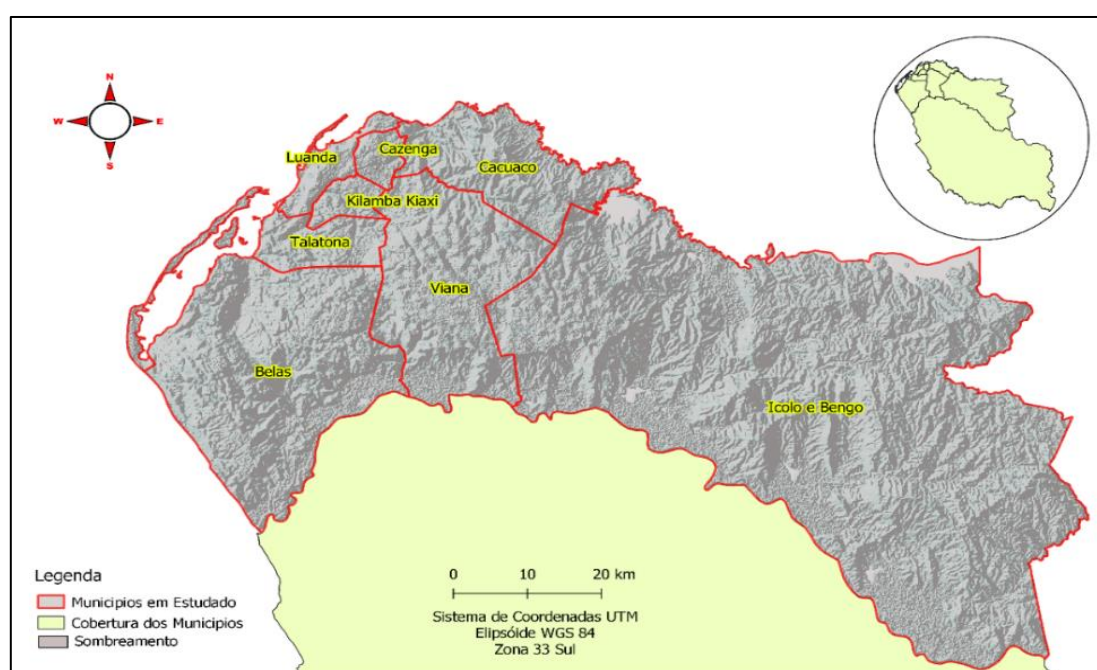 N
W E
S
Luanda
Cazenga
Cacuaco
Kilamba Kiaxi
Talatona
Viana
Belas
Icolo e Bengo
Legenda
Municipios em Estudado
Cobertura dos Municipios
Sombreamento
0 10 20 km
Sistema de Coordenadas UTM
Elipsóide WGS 84
Zona 33 Sul